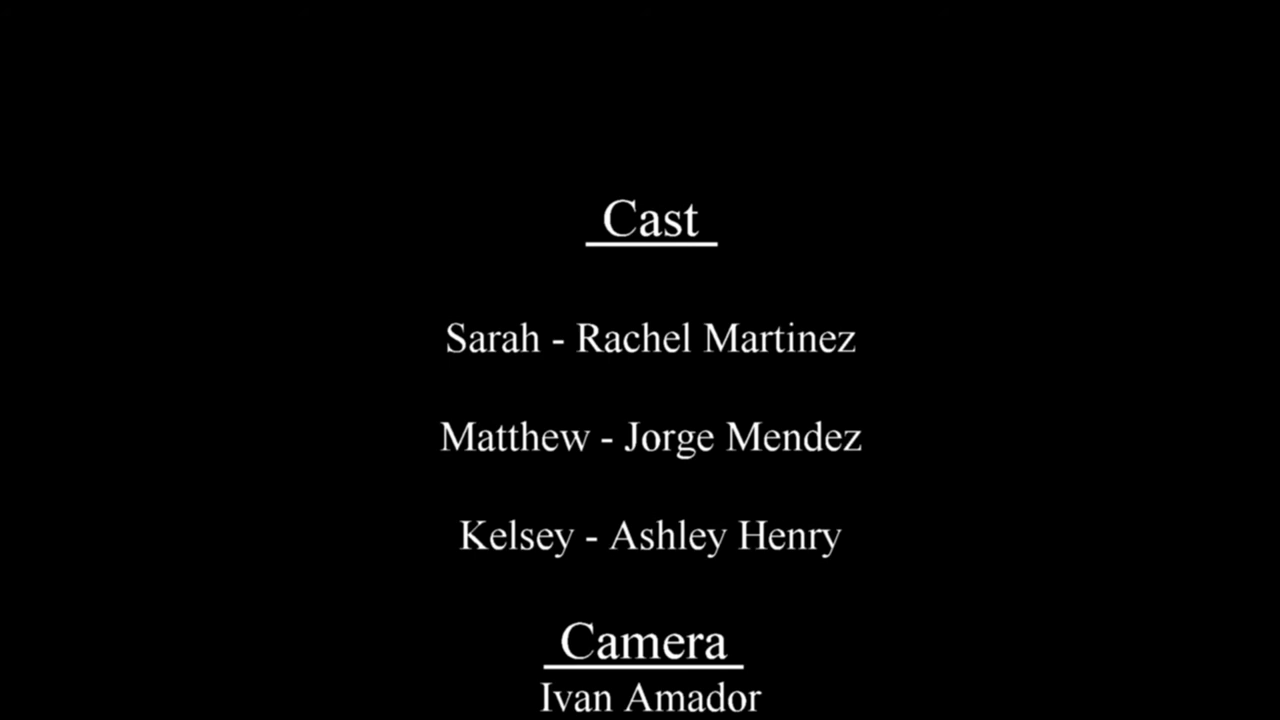 Cast
Sarah - Rachel Martinez
Matthew - Jorge Mendez
Kelsey - Ashley Henry
Camera
Ivan Amador